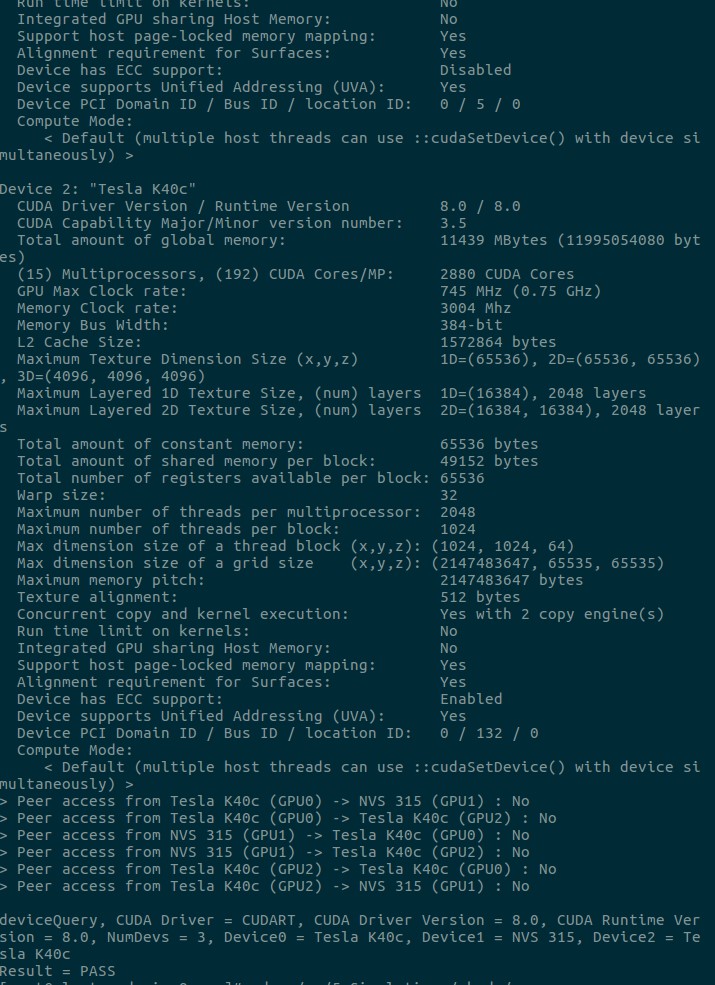 Run time limit on kernels: No
Integrated GPU sharing Host Memory: No
Support host page-locked memory mapping: Yes
Alignment requirement for Surfaces: Yes
Device has ECC support: Disabled
Device supports Unified Addressing (UVA): Yes
Device PCI Domain ID / Bus ID / location ID: 0 / 5 / 0
Compute Mode:
< Default (multiple host threads can use ::cudaSetDevice() with device si
multaneously) >
Device 2: "Tesla K40c"
CUDA Driver Version / Runtime Version 8.0 / 8.0
CUDA Capability Major/Minor version number: 3.5
Total amount of global memory: 11439 MBytes (11995054080 byt
es)
(15) Multiprocessors, (192) CUDA Cores/MP: 2880 CUDA Cores
GPU Max Clock rate: 745 MHz (0.75 GHz)
Memory Clock rate: 3004 Mhz
Memory Bus Width: 384-bit
L2 Cache Size: 1572864 bytes
Maximum Texture Dimension Size (x,y,z) 1D=(65536), 2D=(65536, 65536)
, 3D=(4096, 4096, 4096)
Maximum Layered 1D Texture Size, (num) layers 1D=(16384), 2048 layers
Maximum Layered 2D Texture Size, (num) layers 2D=(16384, 16384), 2048 layer
s
Total amount of constant memory: 65536 bytes
Total amount of shared memory per block: 49152 bytes
Total number of registers available per block: 65536
Warp size: 32
Maximum number of threads per multiprocessor: 2048
Maximum number of threads per block: 1024
Max dimension size of a thread block (x,y,z): (1024, 1024, 64)
Max dimension size of a grid size (x,y,z): (2147483647, 65535, 65535)
Maximum memory pitch: 2147483647 bytes
Texture alignment: 512 bytes
Concurrent copy and kernel execution: Yes with 2 copy engine(s)
Run time limit on kernels: No
Integrated GPU sharing Host Memory: No
Support host page-locked memory mapping: Yes
Alignment requirement for Surfaces: Yes
Device has ECC support: Enabled
Device supports Unified Addressing (UVA): Yes
Device PCI Domain ID / Bus ID / location ID: 0 / 132 / 0
Compute Mode:
< Default (multiple host threads can use ::cudaSetDevice() with device si
multaneously) >
> Peer access from Tesla K40c (GPU0) -> NVS 315 (GPU1) : No
> Peer access from Tesla K40c (GPU0) -> Tesla K40c (GPU2) : No
> Peer access from NVS 315 (GPU1) -> Tesla K40c (GPU0) : No
> Peer access from NVS 315 (GPU1) -> Tesla K40c (GPU2) : No
> Peer access from Tesla K40c (GPU2) -> Tesla K40c (GPU0) : No
> Peer access from Tesla K40c (GPU2) -> NVS 315 (GPU1) : No
deviceQuery, CUDA Driver = CUDART, CUDA Driver Version = 8.0, CUDA Runtime Ver
sion = 8.0, NumDevs = 3, Device0 = Tesla K40c, Device1 = NVS 315, Device2 = Te
sla K40c
Result = PASS